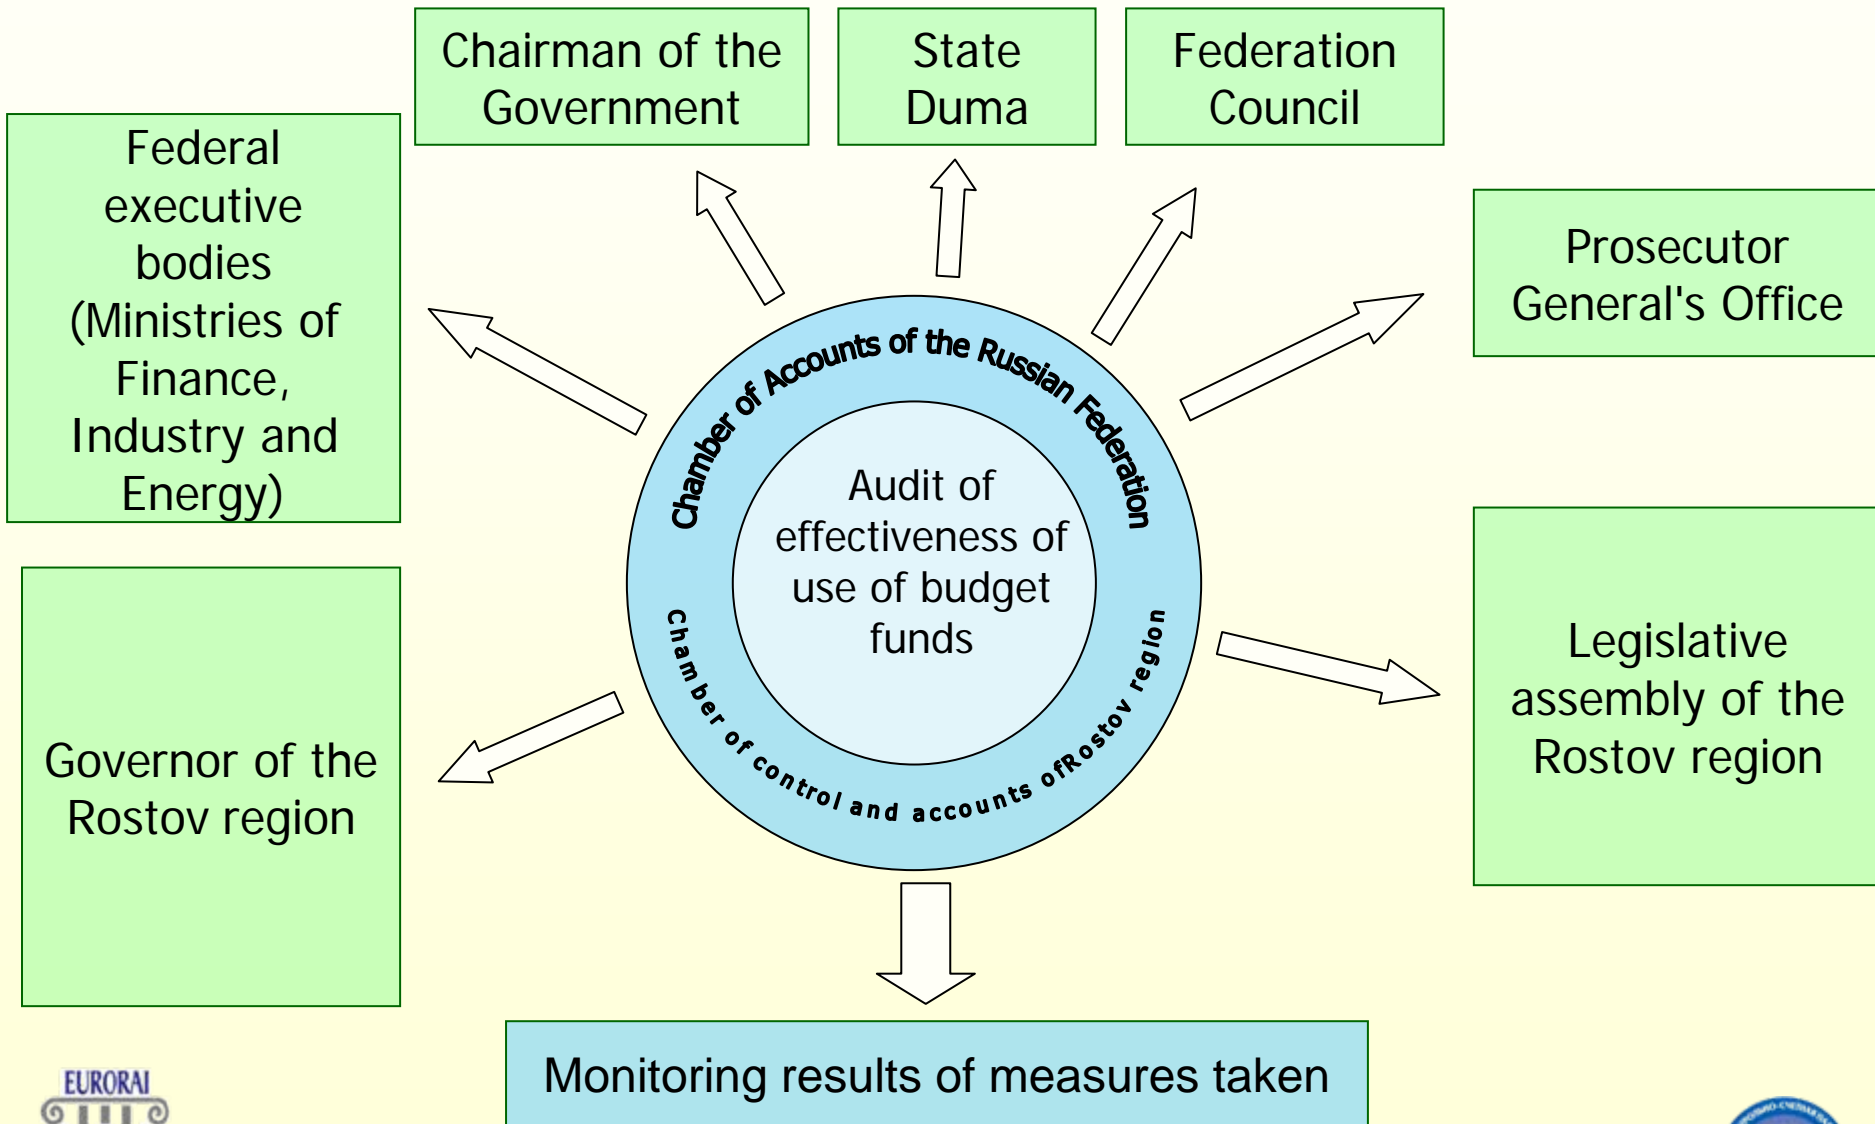 Chairman of the
Government
State
Duma
Federation
Council
Federal
executive
bodies
(Ministries of
Finance,
Industry and
Energy)
Prosecutor
General's Office
Chamber of Accounts of the Russian Federation
Audit of
effectiveness of
use of budget
funds
Chamber of control and accounts ofRostov region
Governor of the
Rostov region
Legislative
assembly of the
Rostov region
Monitoring results of measures taken
EURORAI